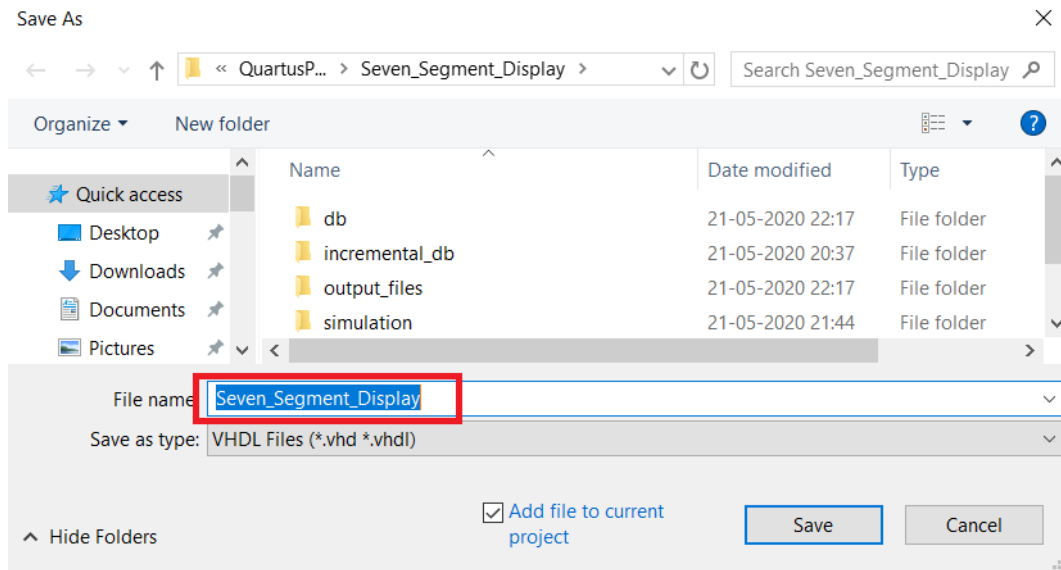 Save As
« QuartusP... > Seven_Segment_Display >
Search Seven_Segment_Display
Organize
New folder
?
Name
Date modified
Type
Quick access
Desktop
Downloads
Documents
Pictures
db 21-05-2020 22:17 File folder
incremental_db 21-05-2020 20:37 File folder
output_files 21-05-2020 22:17 File folder
simulation 21-05-2020 21:44 File folder
File name
Seven_Segment_Display
Save as type: VHDL Files (*.vhd *.vhdl)
Add file to current
project
Hide Folders
Save
Cancel